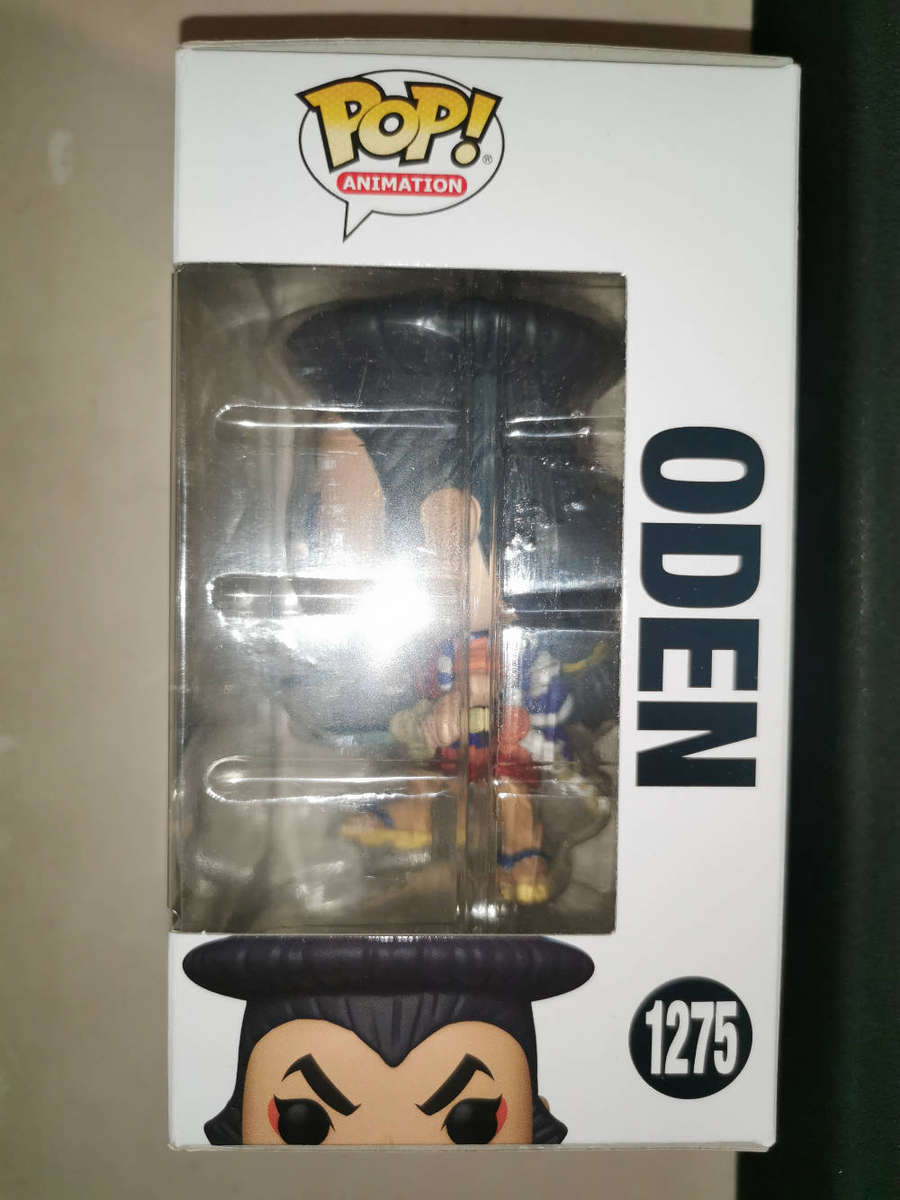 POP!
®
ANIMATION
ODEN
1275